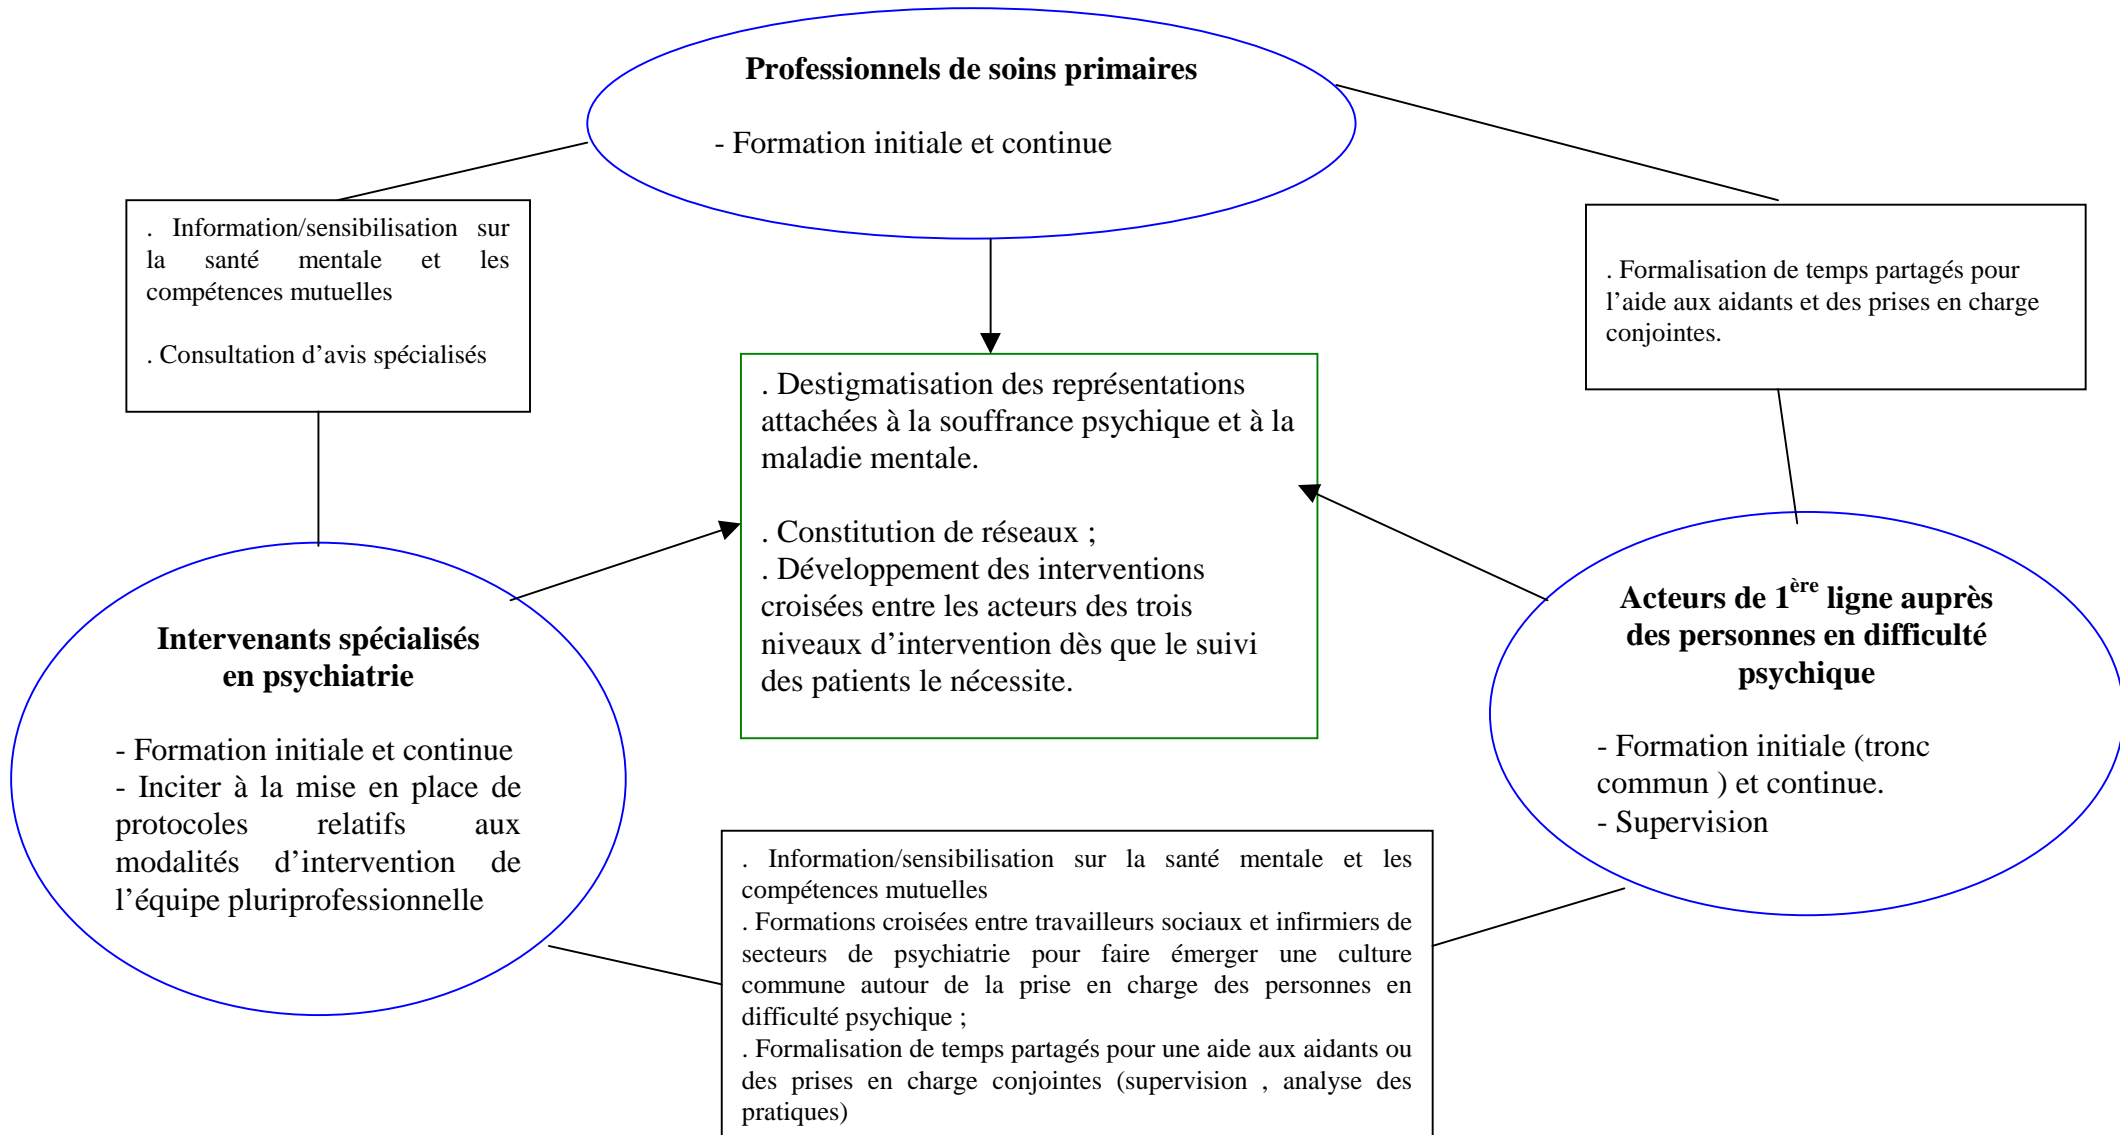 Professionnels de soins primaires
- Formation initiale et continue
. Information/sensibilisation sur
la santé mentale et les
compétences mutuelles
. Consultation d’avis spécialisés
. Formalisation de temps partagés pour
l’aide aux aidants et des prises en charge
conjointes.
. Destigmatisation des représentations
attachées à la souffrance psychique et à la
maladie mentale.
. Constitution de réseaux ;
. Développement des interventions
croisées entre les acteurs des trois
niveaux d’intervention dès que le suivi
des patients le nécessite.
Intervenants spécialisés
en psychiatrie
- Formation initiale et continue
- Inciter à la mise en place de
protocoles relatifs aux
modalités d’intervention de
l’équipe pluriprofessionnelle
Acteurs de 1ère ligne auprès
des personnes en difficulté
psychique
- Formation initiale (tronc
commun ) et continue.
- Supervision
. Information/sensibilisation sur la santé mentale et les
compétences mutuelles
. Formations croisées entre travailleurs sociaux et infirmiers de
secteurs de psychiatrie pour faire émerger une culture
commune autour de la prise en charge des personnes en
difficulté psychique ;
. Formalisation de temps partagés pour une aide aux aidants ou
des prises en charge conjointes (supervision , analyse des
pratiques)